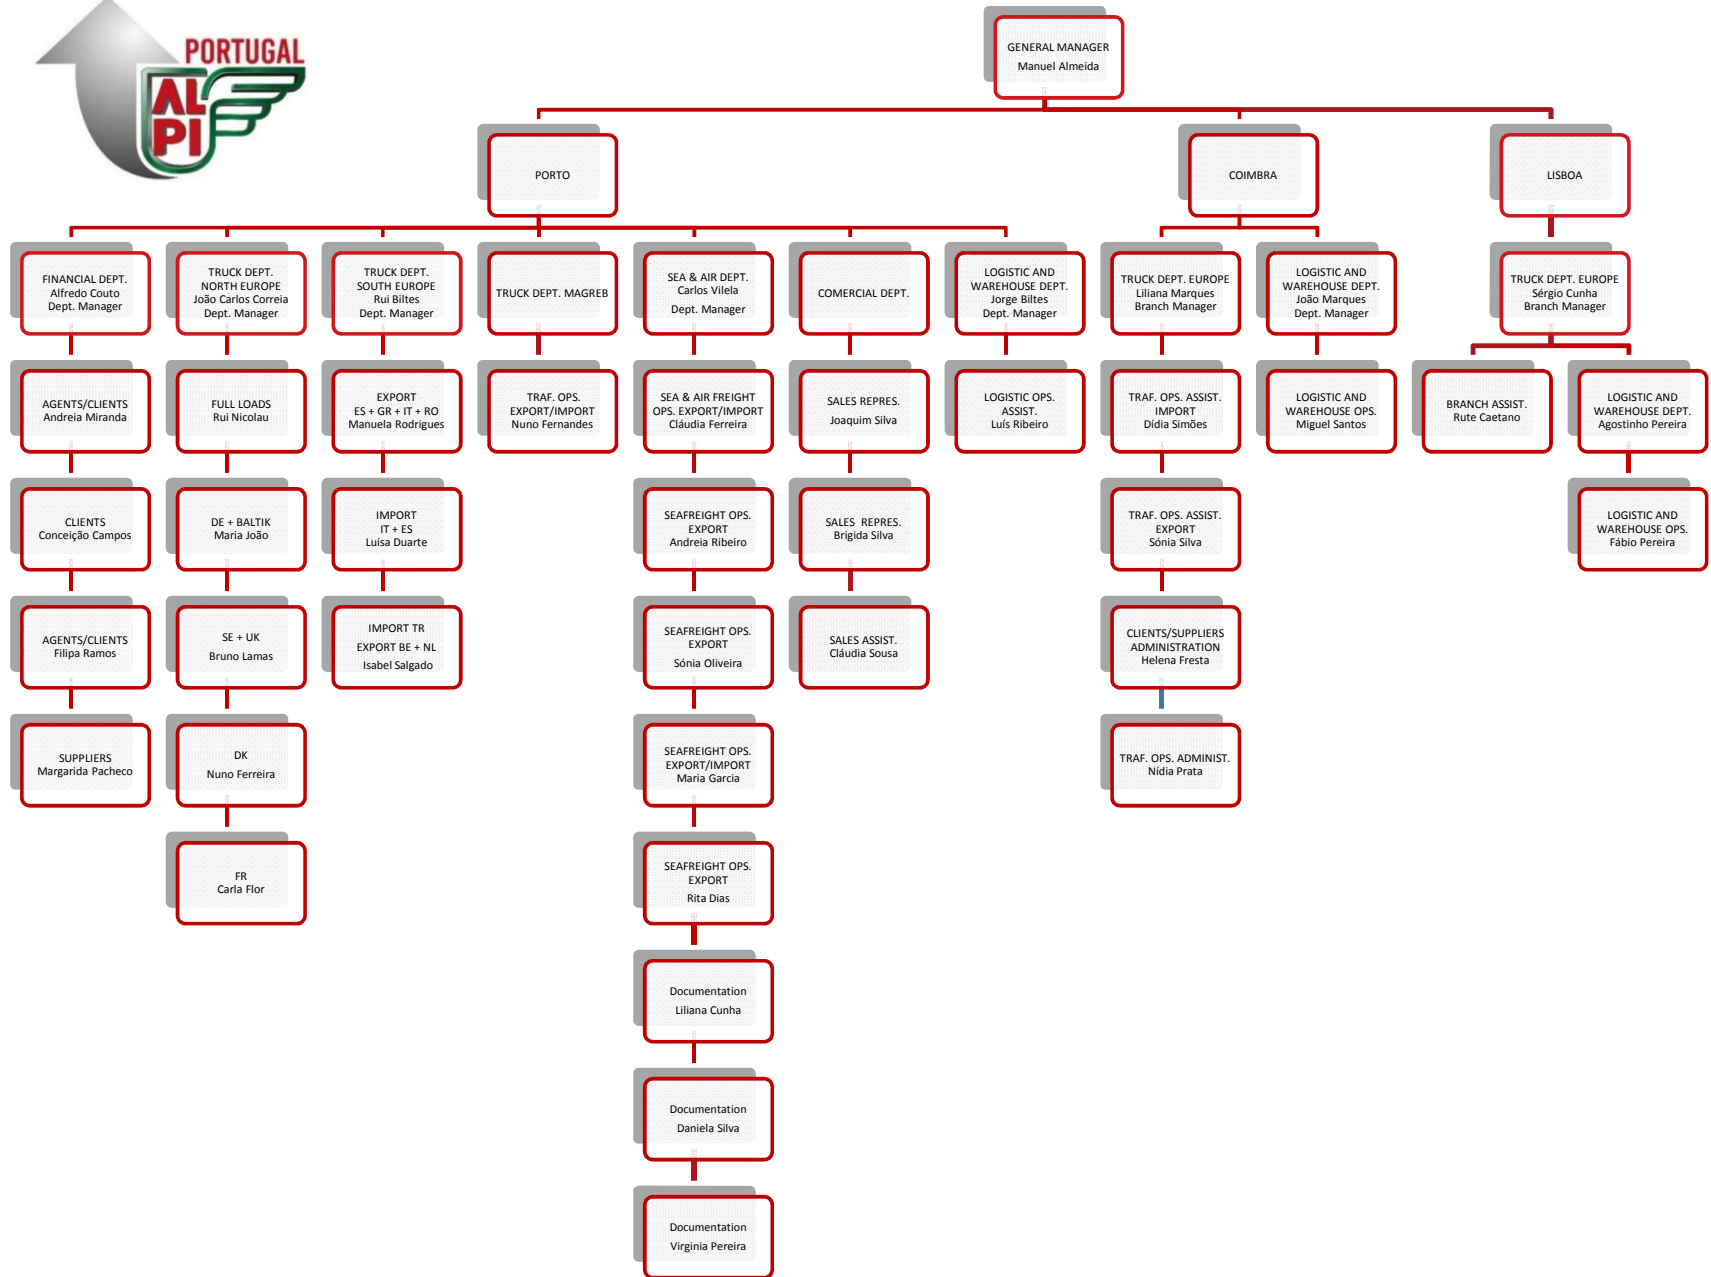 PORTUGAL
AL
PI
GENERAL MANAGER
Manuel Almeida
PORTO
COIMBRA
LISBOA
FINANCIAL DEPT.
Alfredo Couto
Dept. Manager
TRUCK DEPT.
NORTH EUROPE
João Carlos Correia
Dept. Manager
TRUCK DEPT.
SOUTH EUROPE
Rui Biltes
Dept. Manager
TRUCK DEPT. MAGREB
SEA & AIR DEPT.
Carlos Vilela
Dept. Manager
COMERCIAL DEPT.
LOGISTIC AND
WAREHOUSE DEPT.
Jorge Biltes
Dept. Manager
TRUCK DEPT. EUROPE
Liliana Marques
Branch Manager
LOGISTIC AND
WAREHOUSE DEPT.
João Marques
Dept. Manager
TRUCK DEPT. EUROPE
Sérgio Cunha
Branch Manager
AGENTS/CLIENTS
Andreia Miranda
FULL LOADS
Rui Nicolau
EXPORT
ES + GR + IT + RO
Manuela Rodrigues
TRAF. OPS.
EXPORT/IMPORT
Nuno Fernandes
SEA & AIR FREIGHT
OPS. EXPORT/IMPORT
Cláudia Ferreira
SALES REPRES.
Joaquim Silva
LOGISTIC OPS.
ASSIST.
Luís Ribeiro
TRAF. OPS. ASSIST.
IMPORT
Dídia Simões
LOGISTIC AND
WAREHOUSE OPS.
Miguel Santos
BRANCH ASSIST.
Rute Caetano
LOGISTIC AND
WAREHOUSE DEPT.
Agostinho Pereira
CLIENTS
Conceição Campos
DE + BALTIK
Maria João
IMPORT
IT + ES
Luísa Duarte
SEAFREIGHT OPS.
EXPORT
Andreia Ribeiro
SALES REPRES.
Brigida Silva
TRAF. OPS. ASSIST.
EXPORT
Sónia Silva
LOGISTIC AND
WAREHOUSE OPS.
Fábio Pereira
AGENTS/CLIENTS
Filipa Ramos
SE + UK
Bruno Lamas
IMPORT TR
EXPORT BE + NL
Isabel Salgado
SEAFREIGHT OPS.
EXPORT
Sónia Oliveira
SALES ASSIST.
Cláudia Sousa
CLIENTS/SUPPLIERS
ADMINISTRATION
Helena Fresta
SUPPLIERS
Margarida Pacheco
DK
Nuno Ferreira
SEAFREIGHT OPS.
EXPORT/IMPORT
Maria Garcia
TRAF. OPS. ADMINIST.
Nídia Prata
FR
Carla Flor
SEAFREIGHT OPS.
EXPORT
Rita Dias
Documentation
Liliana Cunha
Documentation
Daniela Silva
Documentation
Virginia Pereira